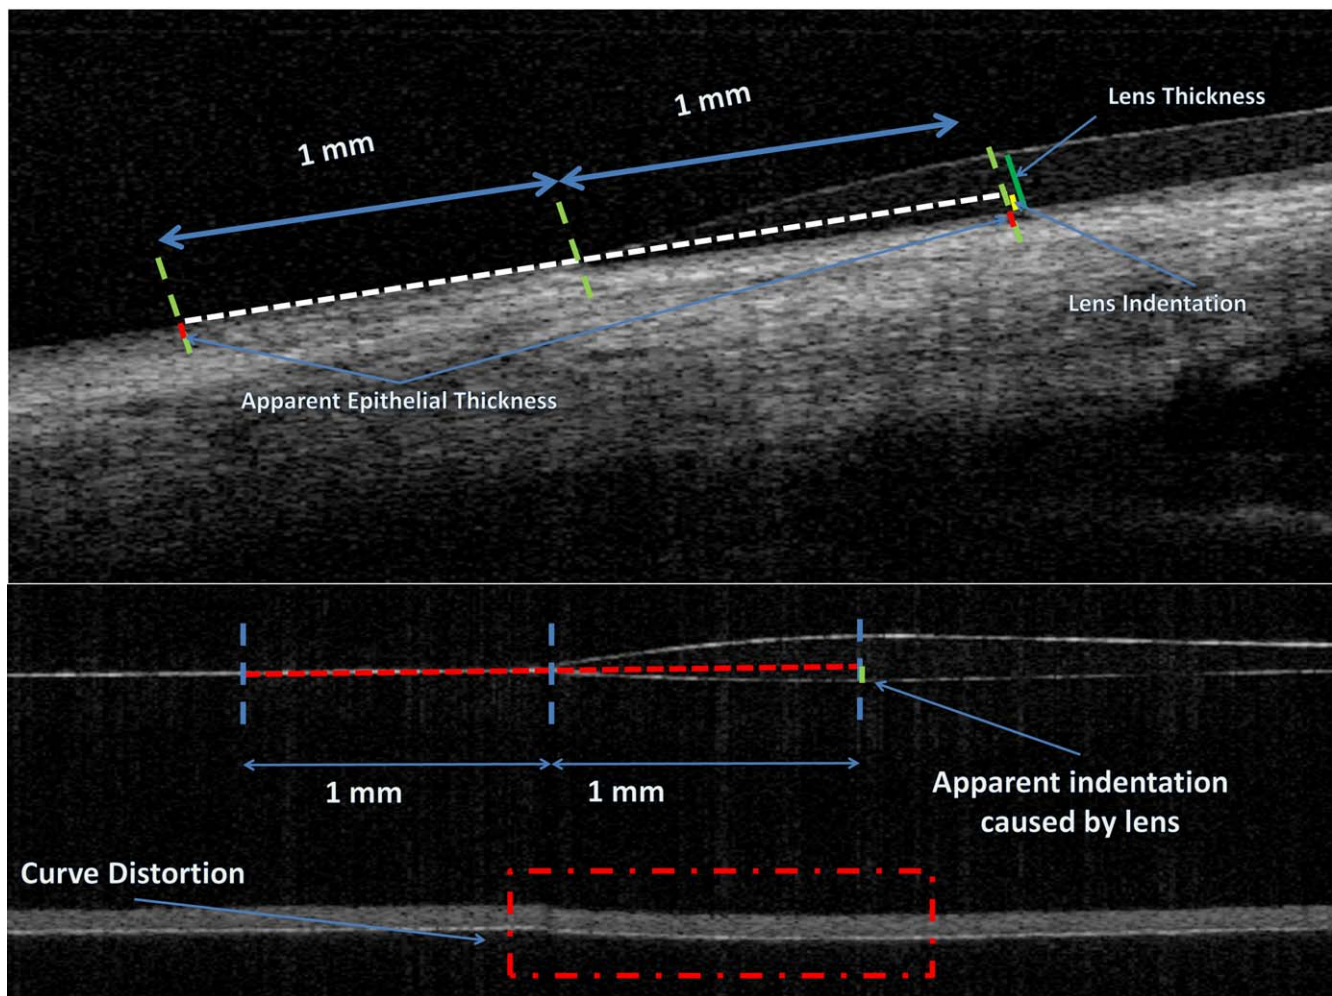 1 mm
1 mm
Lens Thickness
Lens Indentation
Apparent Epithelial Thickness
1 mm
1 mm
Apparent indentation
caused by lens
Curve Distortion